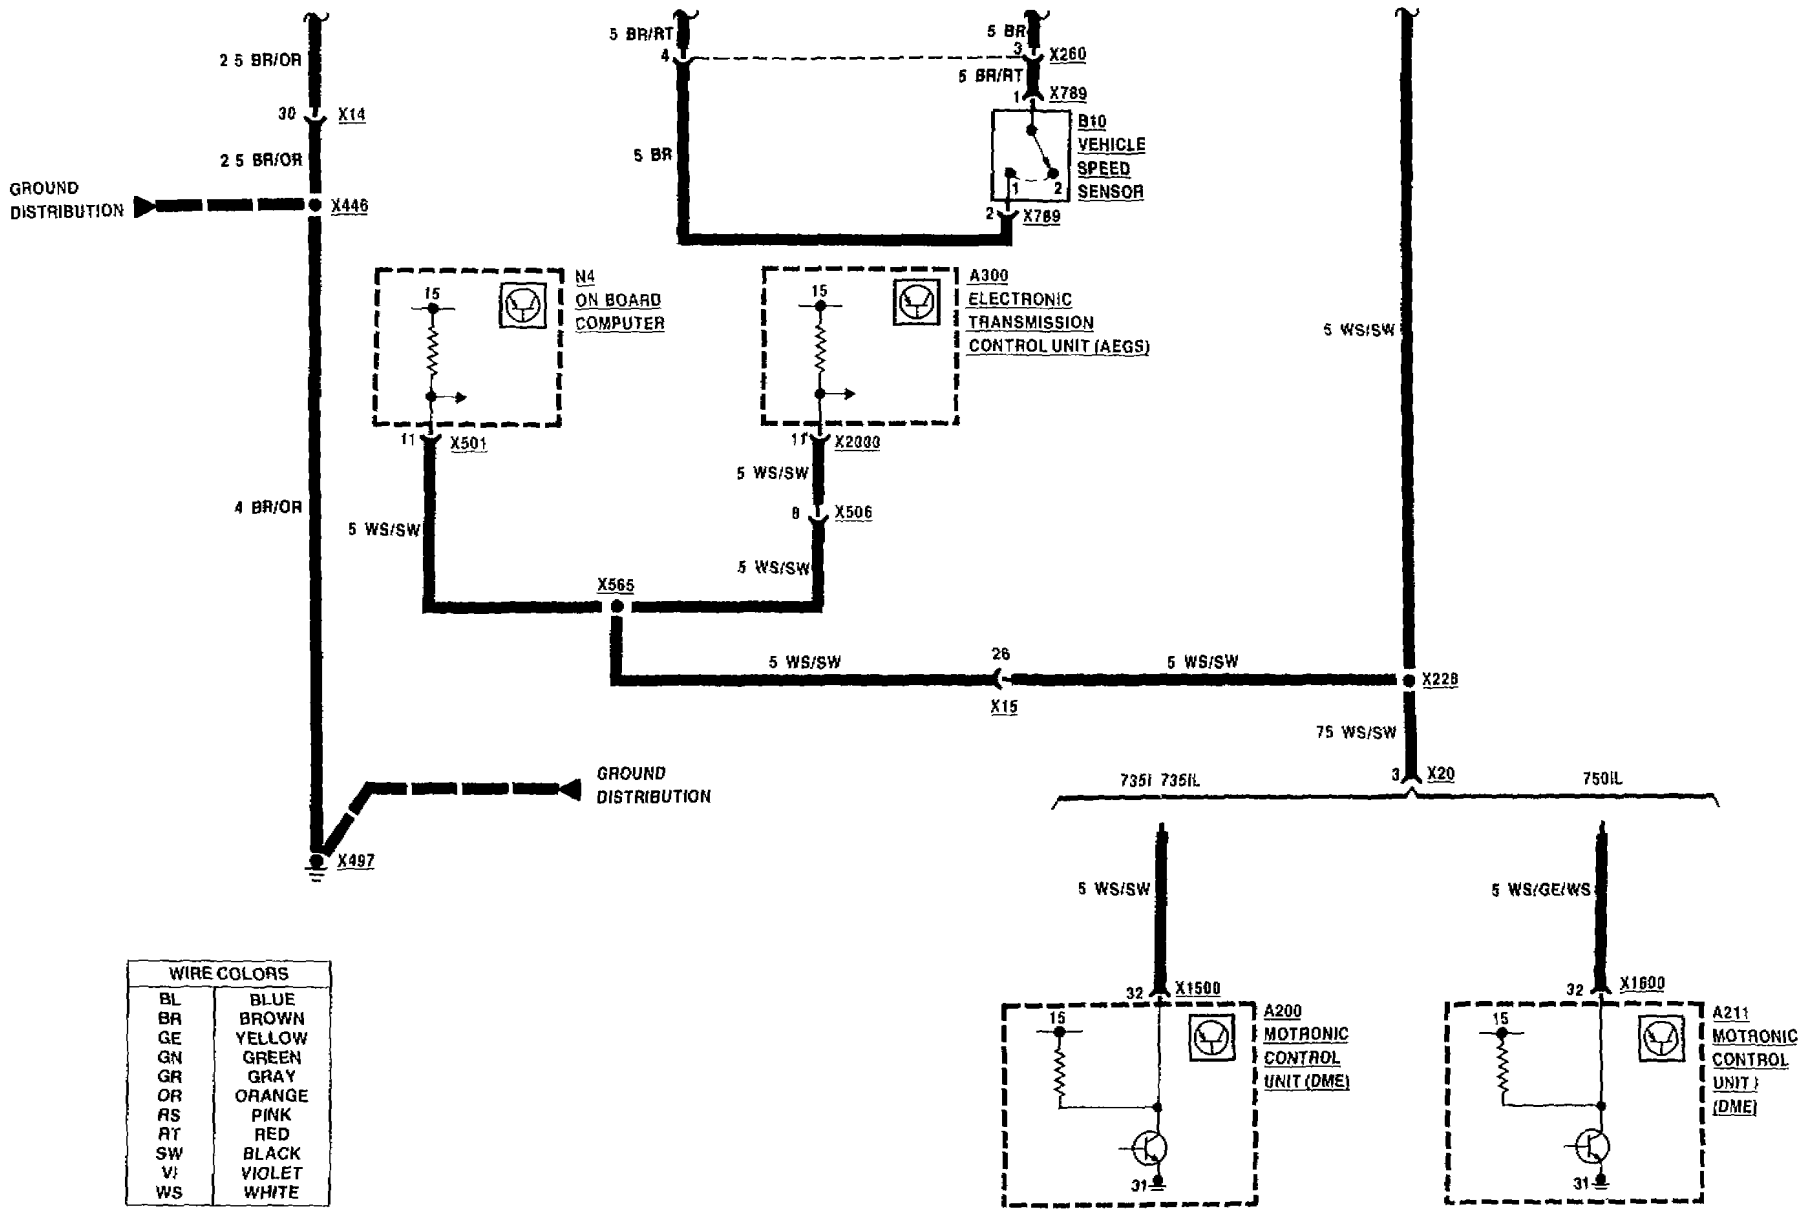 5 BR/RT
5 BR
4
3
X260
2 5 BR/OR
5 BR/RT
1
X789
30
X14
B10
VEHICLE
SPEED
SENSOR
2 5 BR/OR
5 BR
1
2
GROUND
DISTRIBUTION
X446
2
X789
N4
ON BOARD
COMPUTER
15
A300
ELECTRONIC
TRANSMISSION
CONTROL UNIT (AEGS)
15
5 WS/SW
11
X501
11
X2000
5 WS/SW
4 BR/OR
8
X506
5 WS/SW
5 WS/SW
X565
5 WS/SW
26
X15
5 WS/SW
X228
75 WS/SW
3
X20
GROUND
DISTRIBUTION
735I 735IL
750IL
X497
5 WS/SW
5 WS/GE/WS
32
X1500
32
X1600
15
A200
MOTRONIC
CONTROL
UNIT (DME)
31
15
A211
MOTRONIC
CONTROL
UNIT )
(DME)
31
WIRE COLORS
BL BLUE
BR BROWN
GE YELLOW
GN GREEN
GR GRAY
OR ORANGE
RS PINK
RT RED
SW BLACK
VI VIOLET
WS WHITE